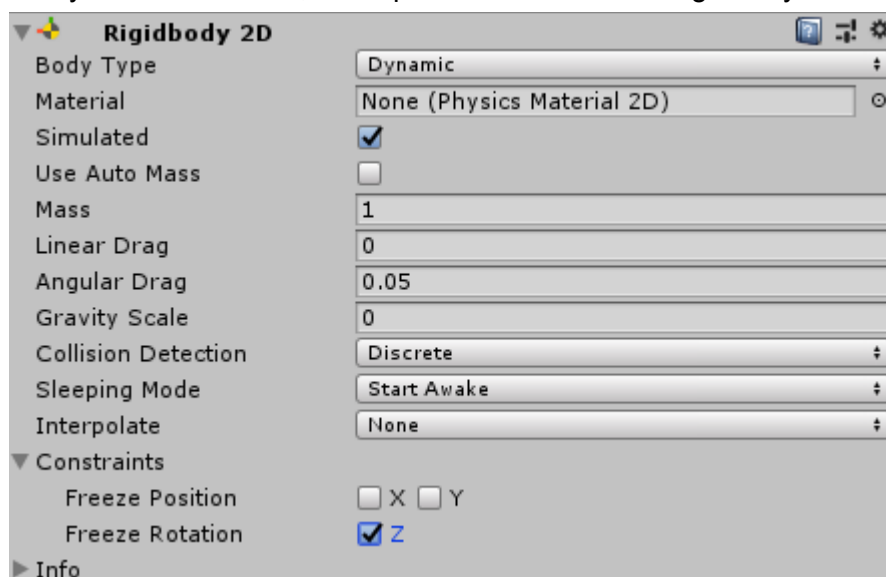 Rigidbody 2D
Body Type Dynamic
Material None (Physics Material 2D)
Simulated
Use Auto Mass
Mass 1
Linear Drag 0
Angular Drag 0.05
Gravity Scale 0
Collision Detection Discrete
Sleeping Mode Start Awake
Interpolate None
Constraints
Freeze Position X Y
Freeze Rotation Z
Info